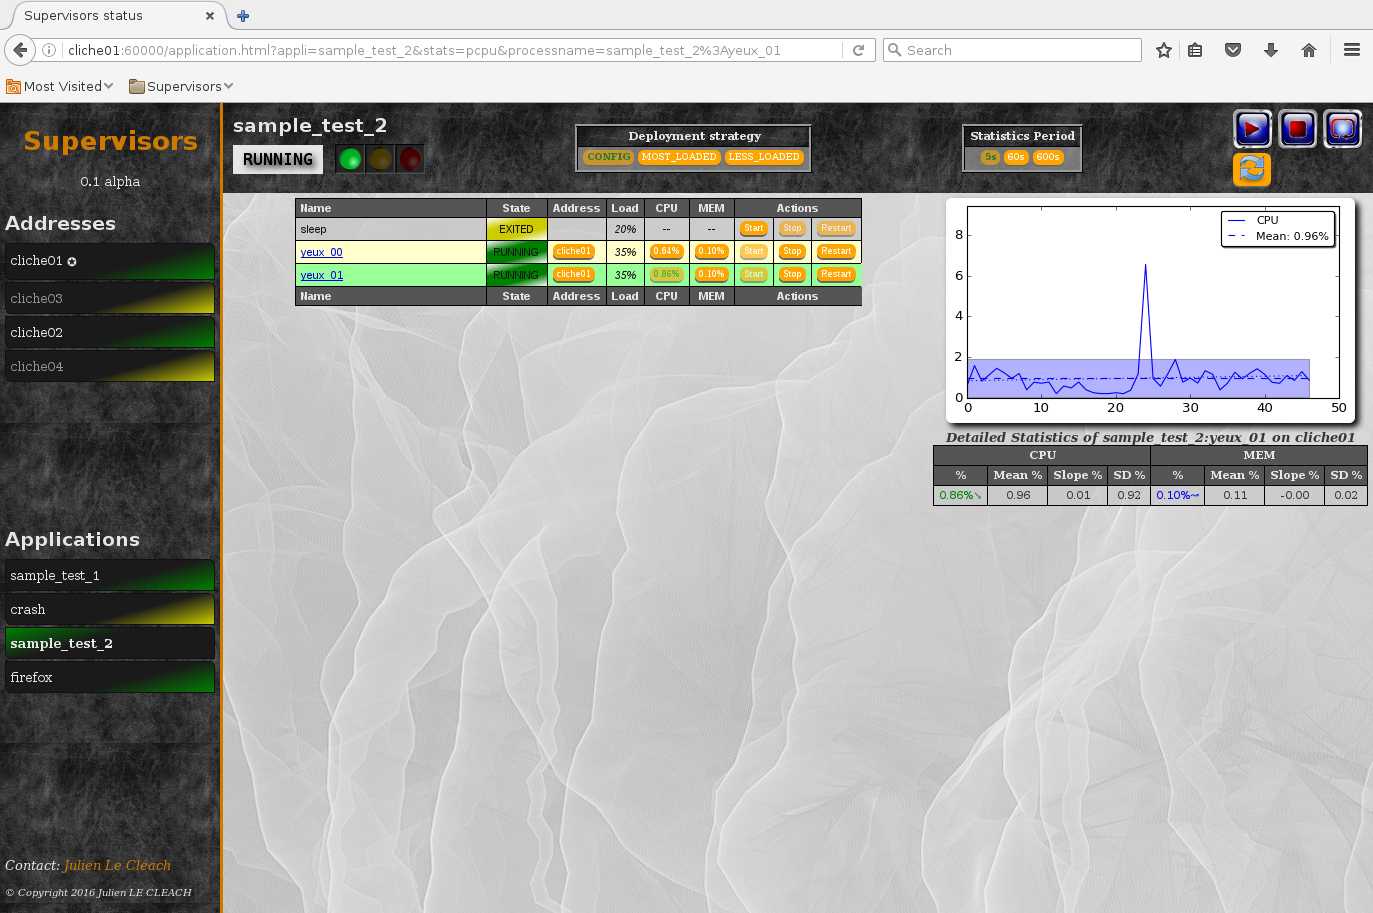 Supervisors status
cliche01:60000/application.html?appli=sample_test_2&stats=pcpu&processname=sample_test_2%3Ayeux_01
Search
Most Visited
Supervisors
Supervisors
0.1 alpha
Addresses
cliche01 ✪
cliche03
cliche02
cliche04
Applications
sample_test_1
crash
sample_test_2
firefox
Contact: Julien Le Cléach
© Copyright 2016 Julien LE CLEACH
sample_test_2
RUNNING
Deployment strategy
CONFIG MOST_LOADED LESS_LOADED
Statistics Period
5s 60s 600s
Name State Address Load CPU MEM Actions
sleep EXITED 20% -- -- Start Stop Restart
yeux_00 RUNNING cliche01 35% 0.64% 0.10% Start Stop Restart
yeux_01 RUNNING cliche01 35% 0.86% 0.10% Start Stop Restart
Name State Address Load CPU MEM Actions
CPU
Mean: 0.96%
8
6
4
2
0
0 10 20 30 40 50
Detailed Statistics of sample_test_2:yeux_01 on cliche01
CPU MEM
% Mean % Slope % SD % % Mean % Slope % SD %
0.86%↘ 0.96 0.01 0.92 0.10%↝ 0.11 -0.00 0.02